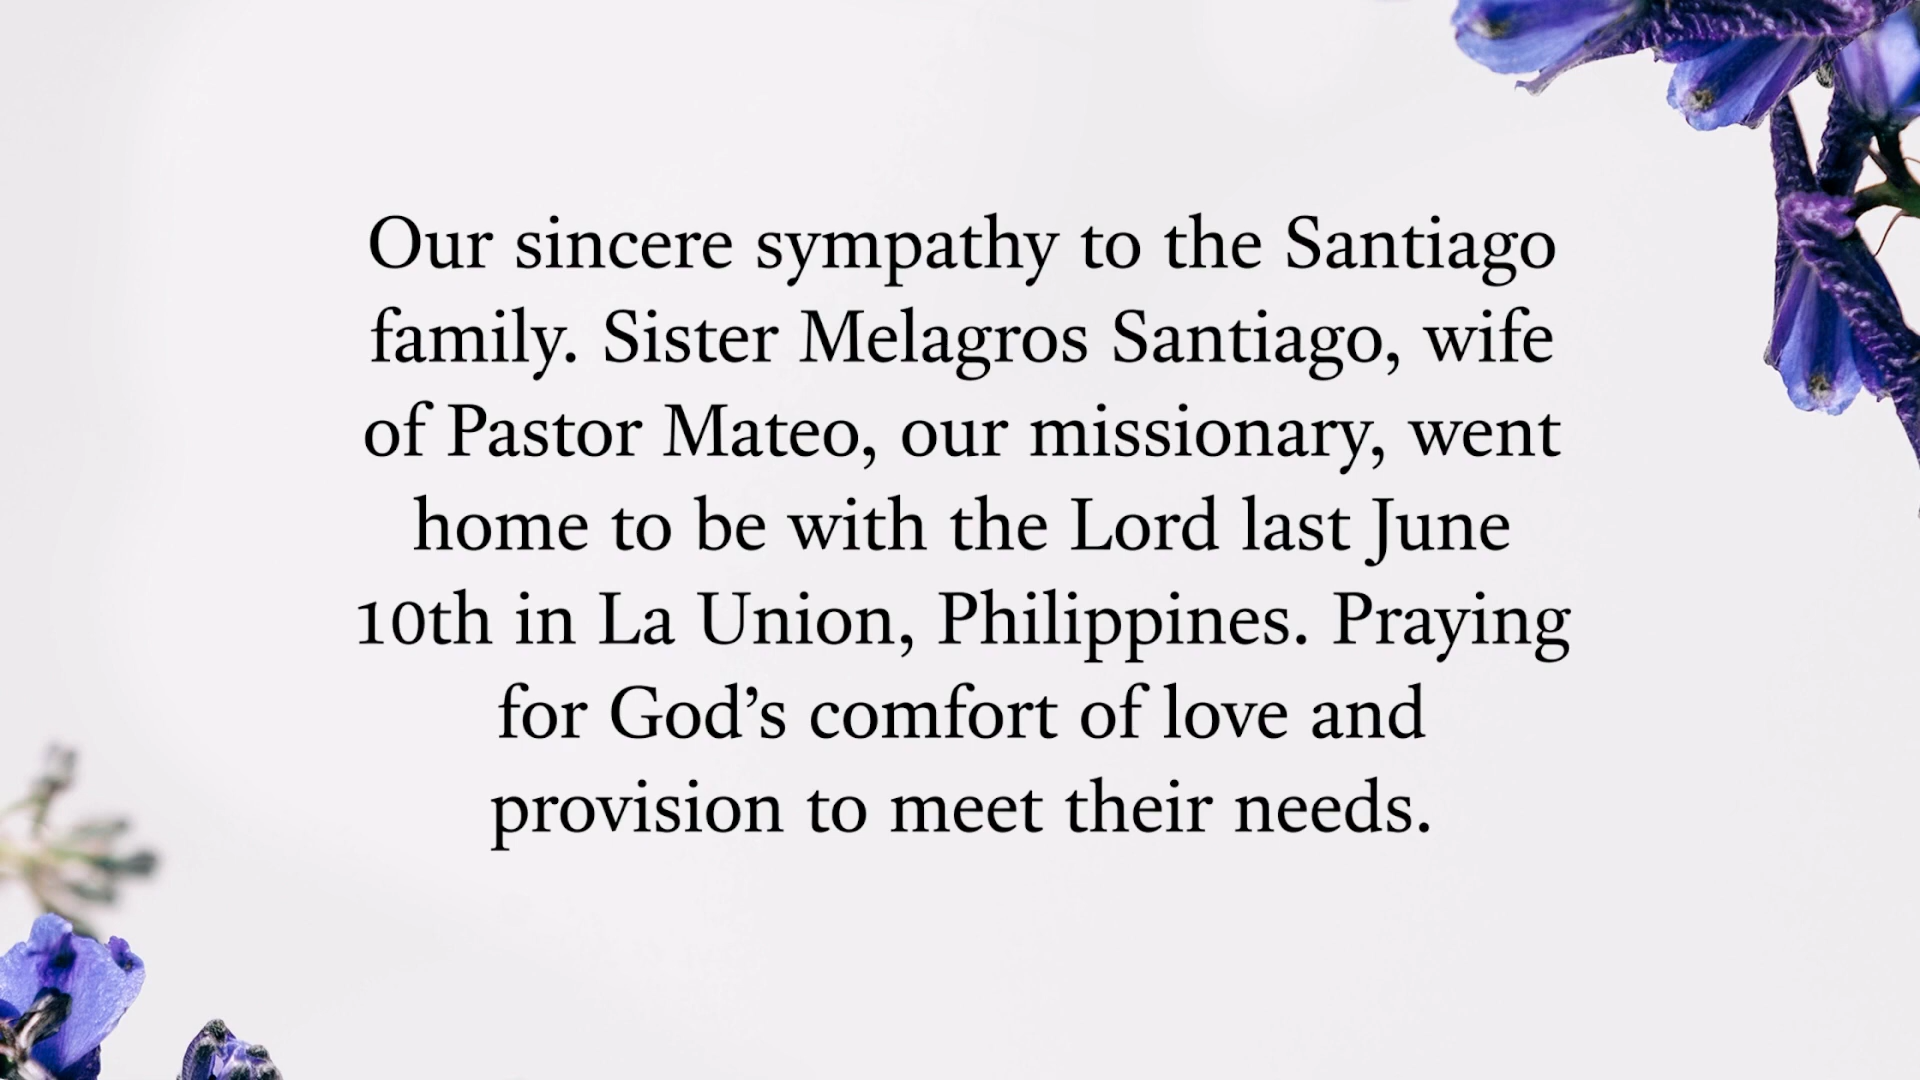 Our sincere sympathy to the Santiago
family. Sister Melagros Santiago, wife
of Pastor Mateo, our missionary, went
home to be with the Lord last June
10th in La Union, Philippines. Praying
for God’s comfort of love and
provision to meet their needs.